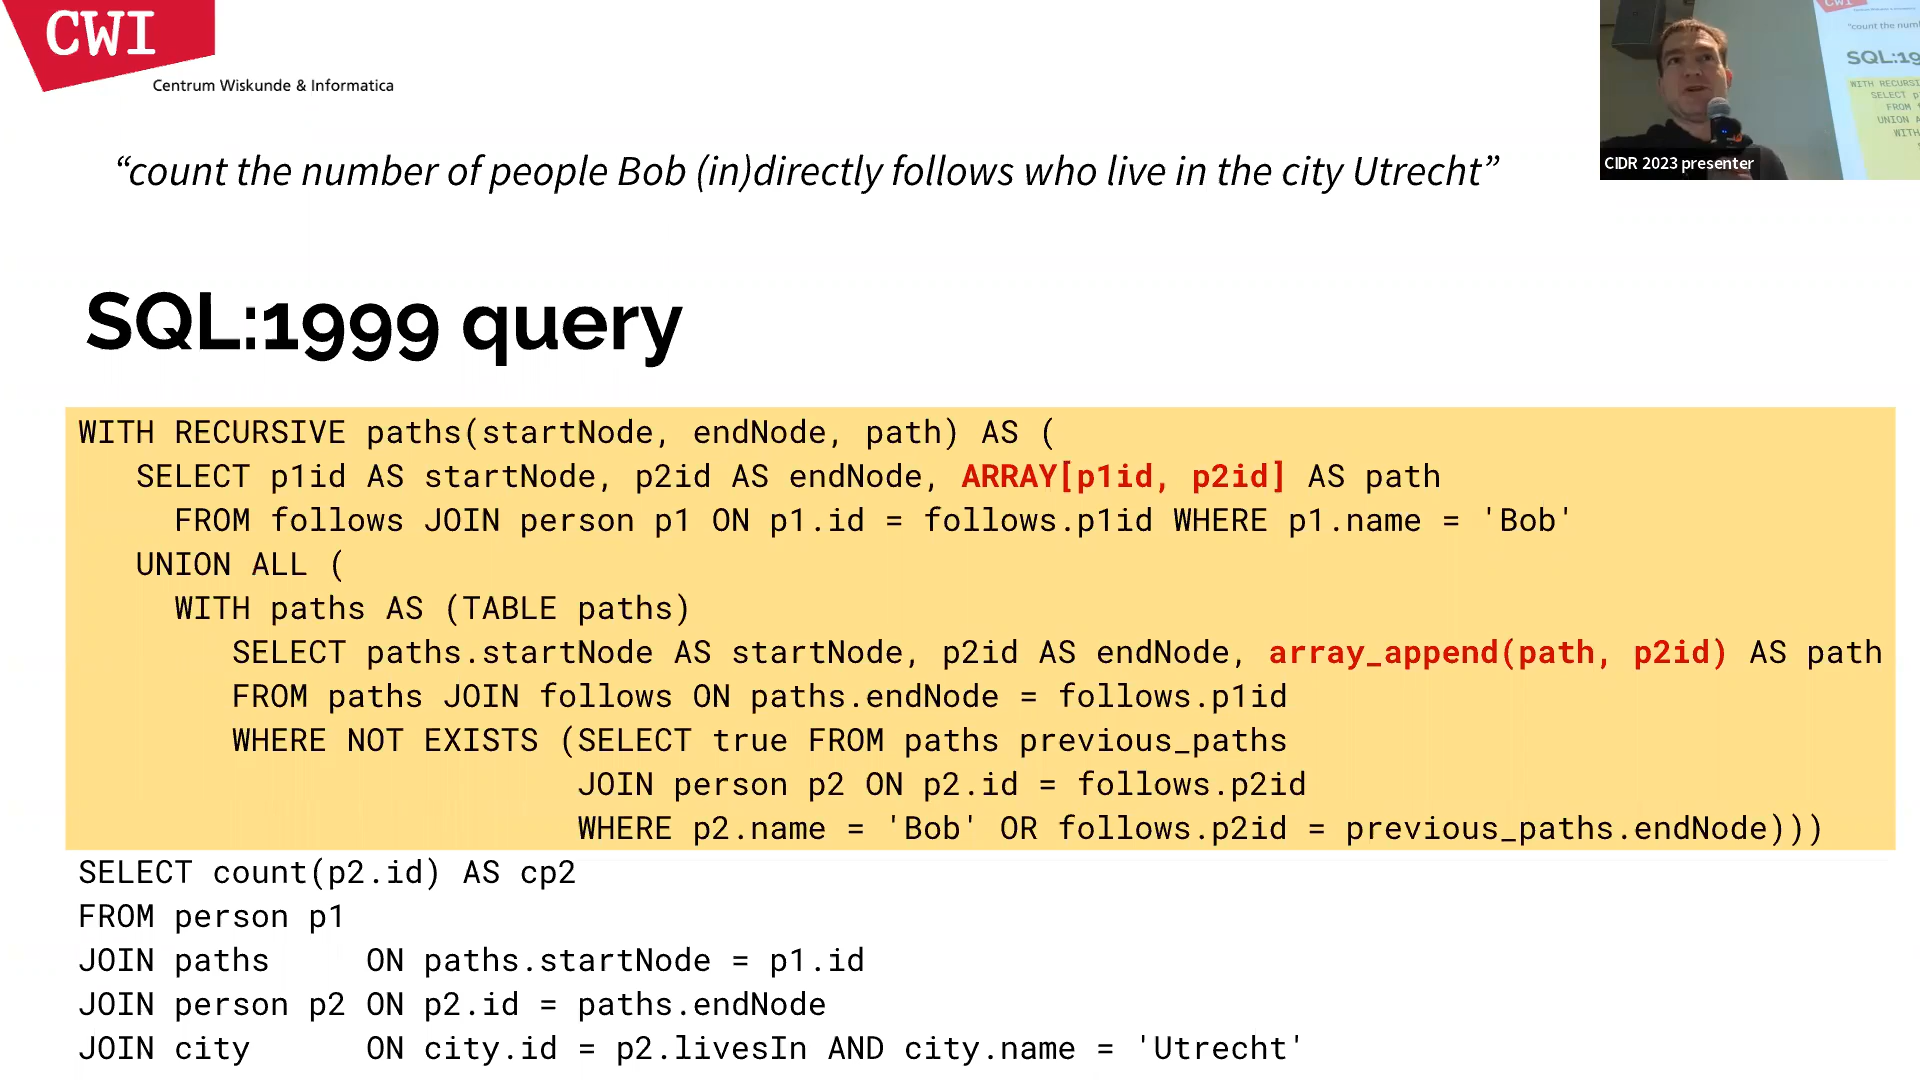 CWI
Centrum Wiskunde & Informatica
“count the number of people Bob (in)directly follows who live in the city Utrecht”
CIDR 2023 presenter
SQL:1999 query
WITH RECURSIVE paths(startNode, endNode, path) AS (
SELECT p1id AS startNode, p2id AS endNode, ARRAY[p1id, p2id] AS path
FROM follows JOIN person p1 ON p1.id = follows.p1id WHERE p1.name = 'Bob'
UNION ALL (
WITH paths AS (TABLE paths)
SELECT paths.startNode AS startNode, p2id AS endNode, array_append(path, p2id) AS path
FROM paths JOIN follows ON paths.endNode = follows.p1id
WHERE NOT EXISTS (SELECT true FROM paths previous_paths
JOIN person p2 ON p2.id = follows.p2id
WHERE p2.name = 'Bob' OR follows.p2id = previous_paths.endNode)))
SELECT count(p2.id) AS cp2
FROM person p1
JOIN paths ON paths.startNode = p1.id
JOIN person p2 ON p2.id = paths.endNode
JOIN city ON city.id = p2.livesIn AND city.name = 'Utrecht'